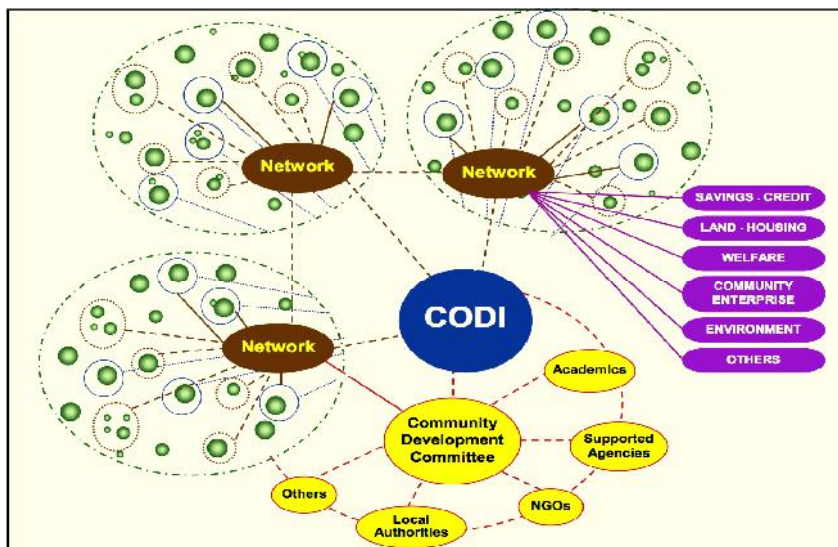 Network
Network
SAVINGS - CREDIT
LAND - HOUSING
WELFARE
COMMUNITY
ENTERPRISE
ENVIRONMENT
OTHERS
CODI
Network
Academics
Community
Development
Committee
Supported
Agencies
Others
NGOs
Local
Authorities